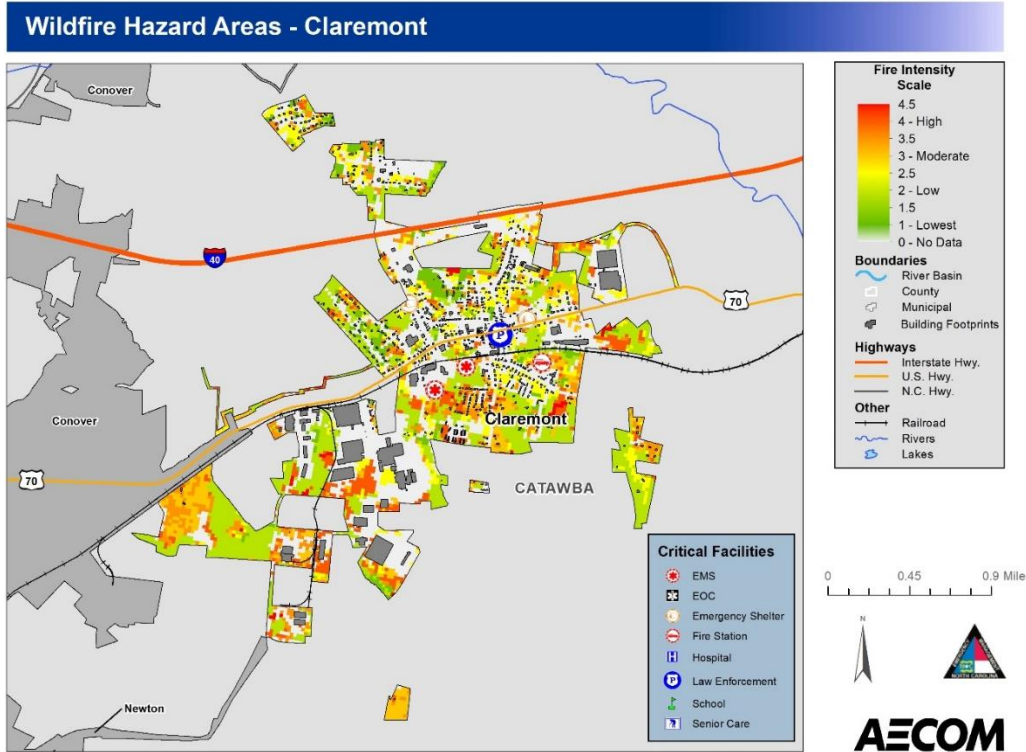 Wildfire Hazard Areas - Claremont
Conover
40
70
Conover
Claremont
70
CATAWBA
Newton
Fire Intensity
Scale
4.5
4 - High
3.5
3 - Moderate
2.5
2 - Low
1.5
1 - Lowest
0 - No Data
Boundaries
River Basin
County
Municipal
Building Footprints
Highways
Interstate Hwy.
U.S. Hwy.
N.C. Hwy.
Other
Railroad
Rivers
Lakes
Critical Facilities
EMS
EOC
Emergency Shelter
Fire Station
H Hospital
P Law Enforcement
School
Senior Care
P
0 0.45 0.9 Mile
N
NORTH CAROLINA
AECOM